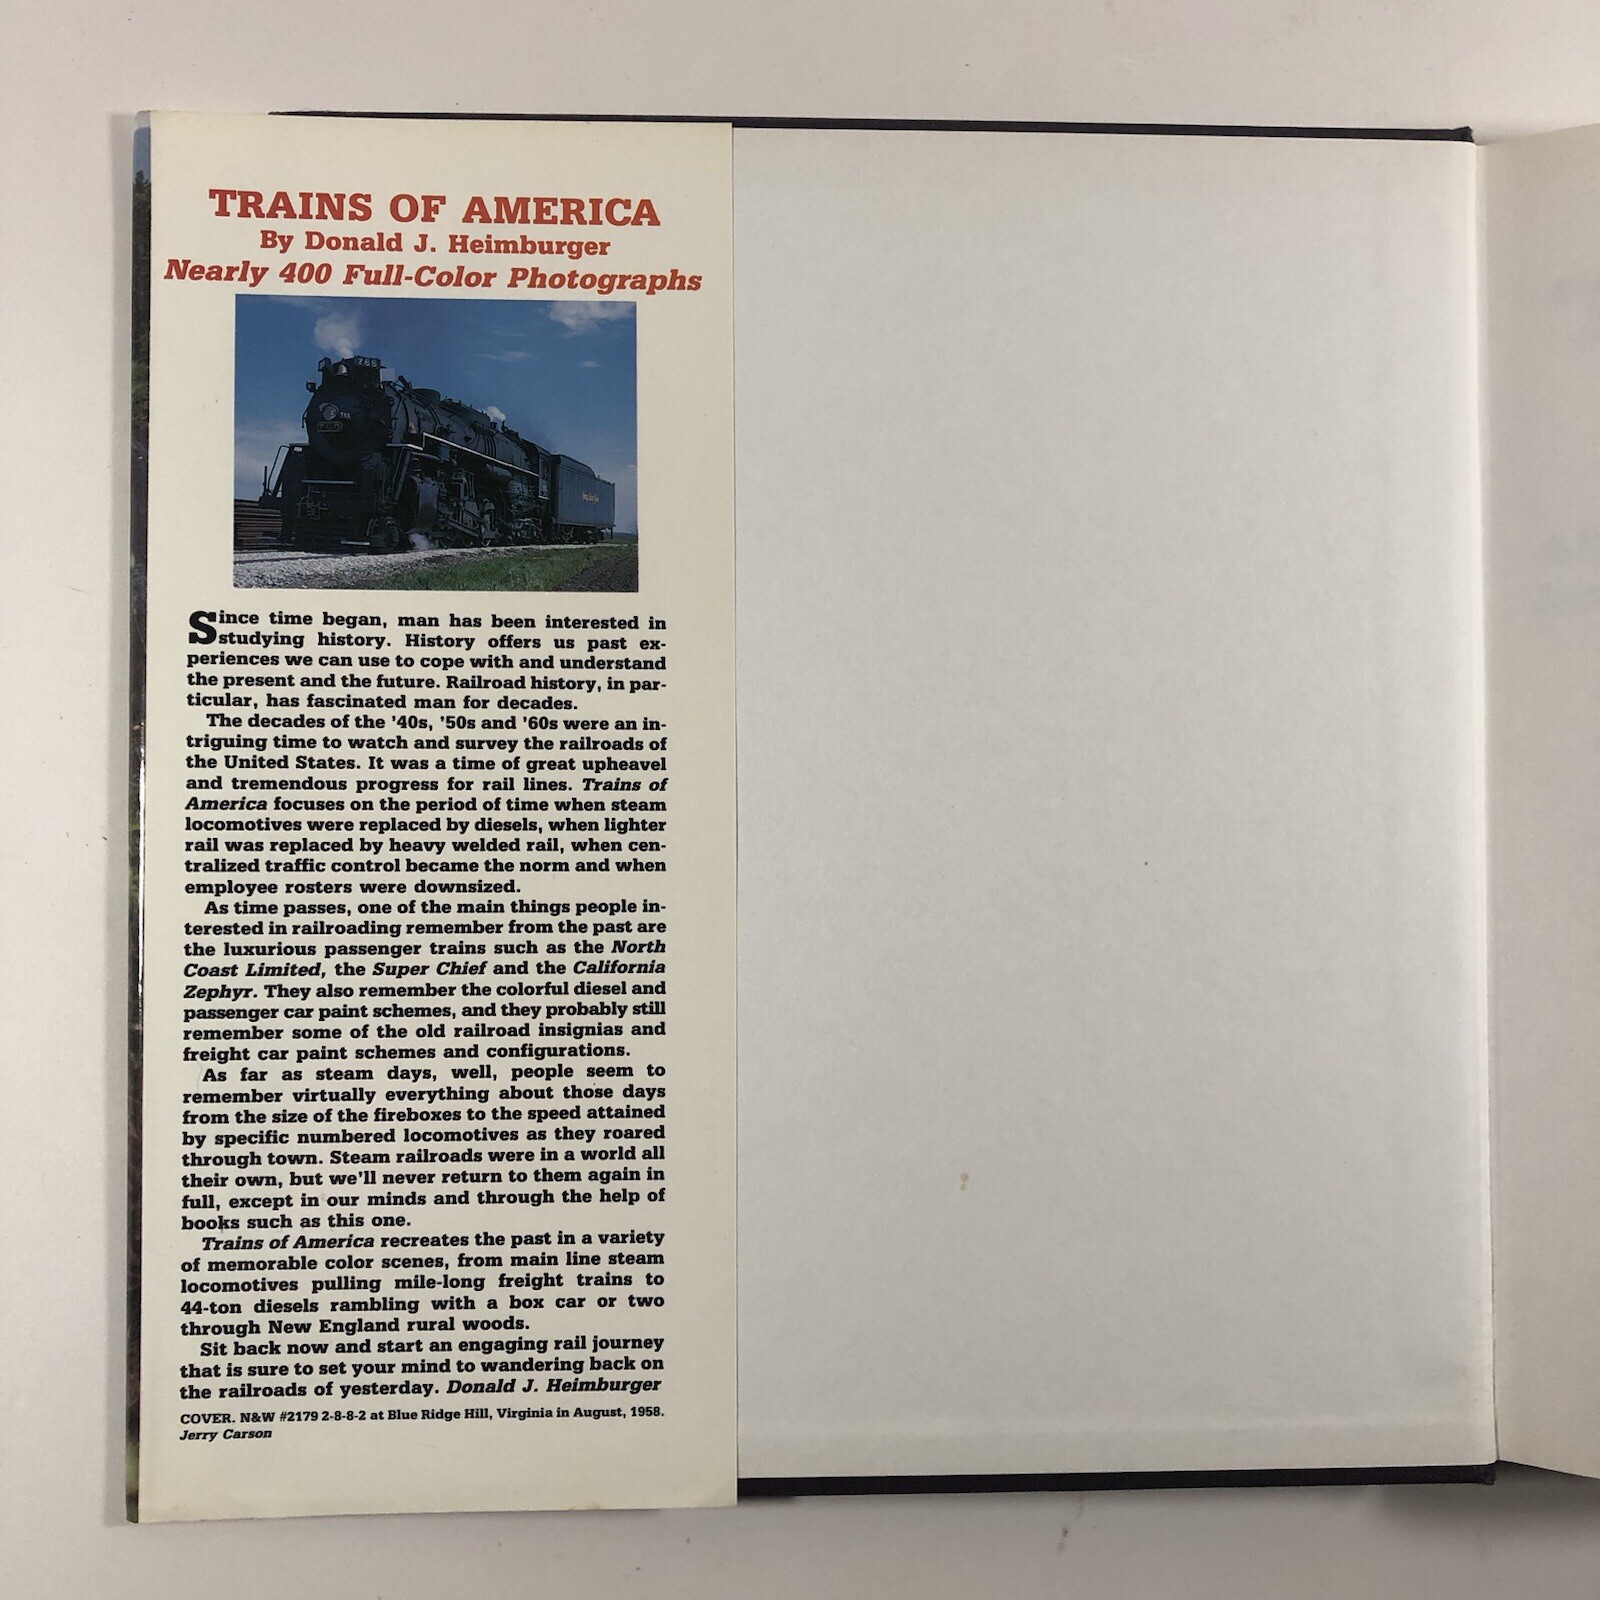 TRAINS OF AMERICA
By Donald J. Heimburger
Nearly 400 Full-Color Photographs
765
Since time began, man has been interested in
studying history. History offers us past ex-
periences we can use to cope with and understand
the present and the future. Railroad history, in par-
ticular, has fascinated man for decades.
The decades of the '40s, '50s and '60s were an in-
triguing time to watch and survey the railroads of
the United States. It was a time of great upheavel
and tremendous progress for rail lines. Trains of
America focuses on the period of time when steam
locomotives were replaced by diesels, when lighter
rail was replaced by heavy welded rail, when cen-
tralized traffic control became the norm and when
employee rosters were downsized.
As time passes, one of the main things people in-
terested in railroading remember from the past are
the luxurious passenger trains such as the North
Coast Limited, the Super Chief and the California
Zephyr. They also remember the colorful diesel and
passenger car paint schemes, and they probably still
remember some of the old railroad insignias and
freight car paint schemes and configurations.
As far as steam days, well, people seem to
remember virtually everything about those days
from the size of the fireboxes to the speed attained
by specific numbered locomotives as they roared
through town. Steam railroads were in a world all
their own, but we'll never return to them again in
full, except in our minds and through the help of
books such as this one.
Trains of America recreates the past in a variety
of memorable color scenes, from main line steam
locomotives pulling mile-long freight trains to
44-ton diesels rambling with a box car or two
through New England rural woods.
Sit back now and start an engaging rail journey
that is sure to set your mind to wandering back on
the railroads of yesterday. Donald J. Heimburger
COVER. N&W #2179 2-8-8-2 at Blue Ridge Hill, Virginia in August, 1958.
Jerry Carson